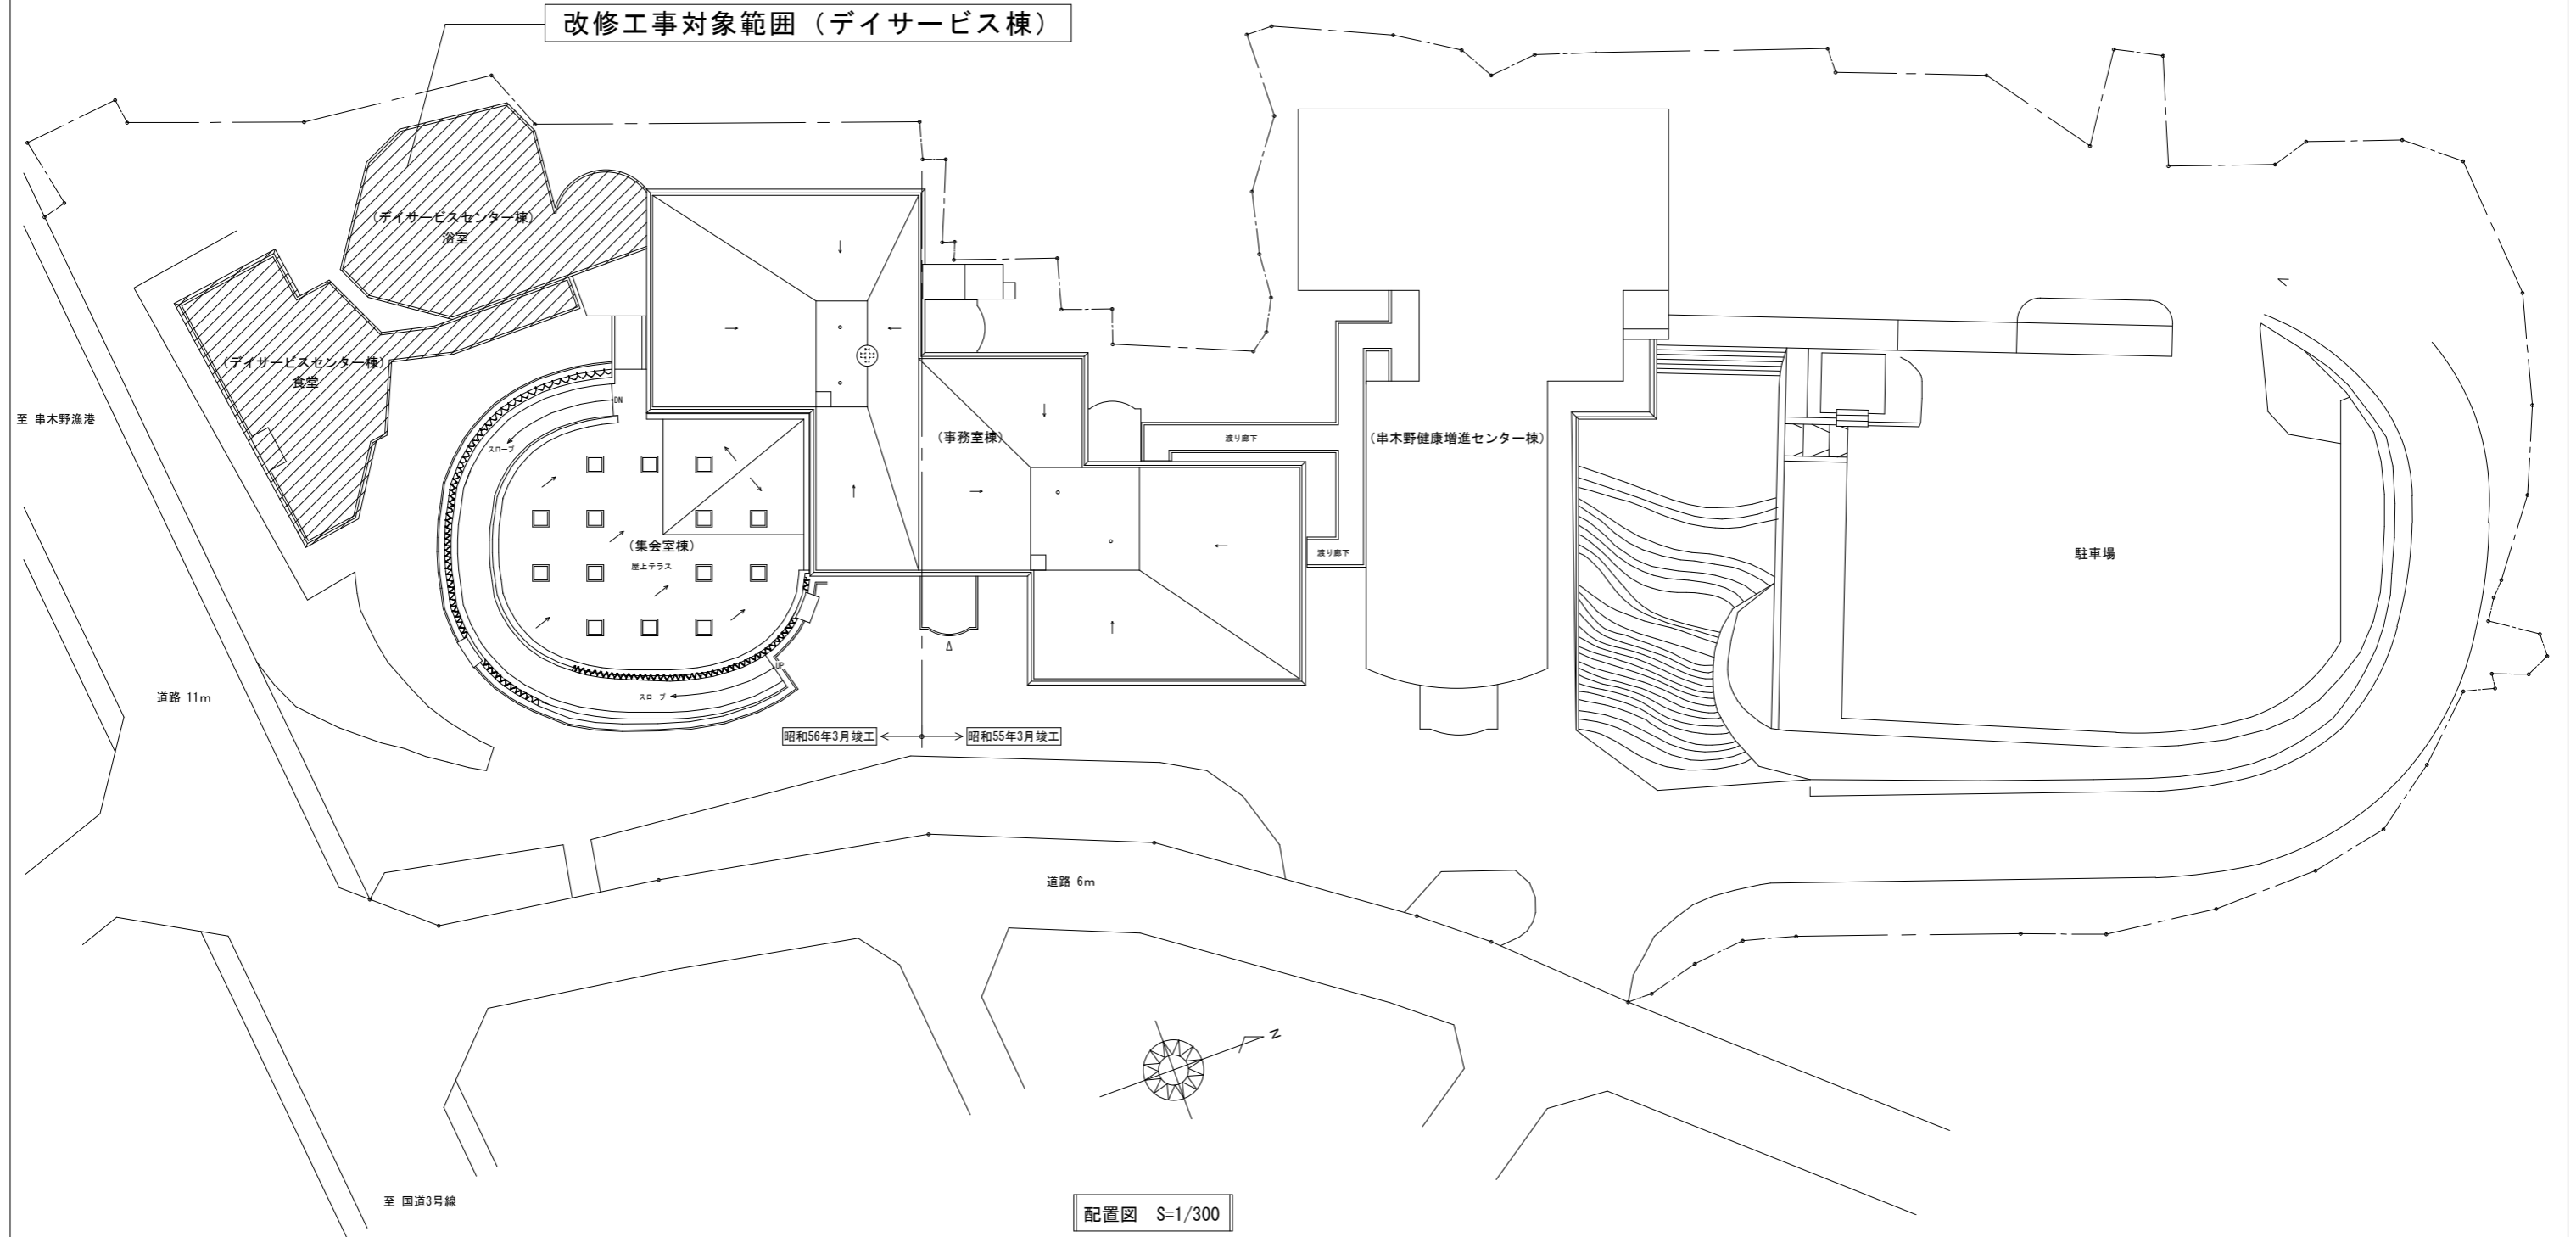 改修工事対象範囲（デイサービス棟）
（デイサービスセンター棟）
浴室
（デイサービスセンター棟）
食堂
至 串木野漁港
DN
スロープ
（事務室棟）
渡り廊下
（串木野健康増進センター棟）
（集会室棟）
屋上テラス
渡り廊下
駐車場
UP
スロープ
道路 11m
昭和56年3月竣工
昭和55年3月竣工
道路 6m
N
至 国道3号線
配置図 S=1/300